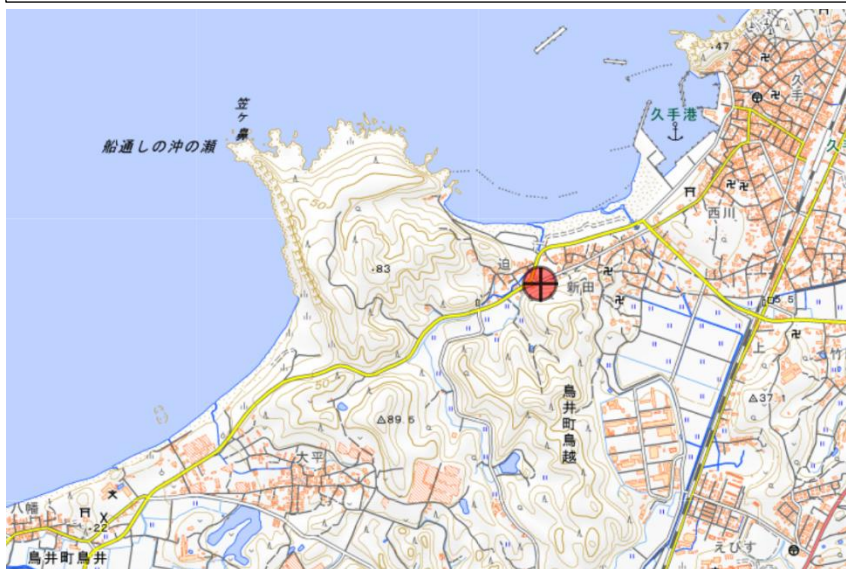 47
久手
久手港
笠ヶ鼻
船通しの沖の瀬
50
西川
83
迫
新田
5.5
上
竹
50
鳥井町鳥越
37.1
89.5
大平
八幡
22
鳥井町鳥井
えびす